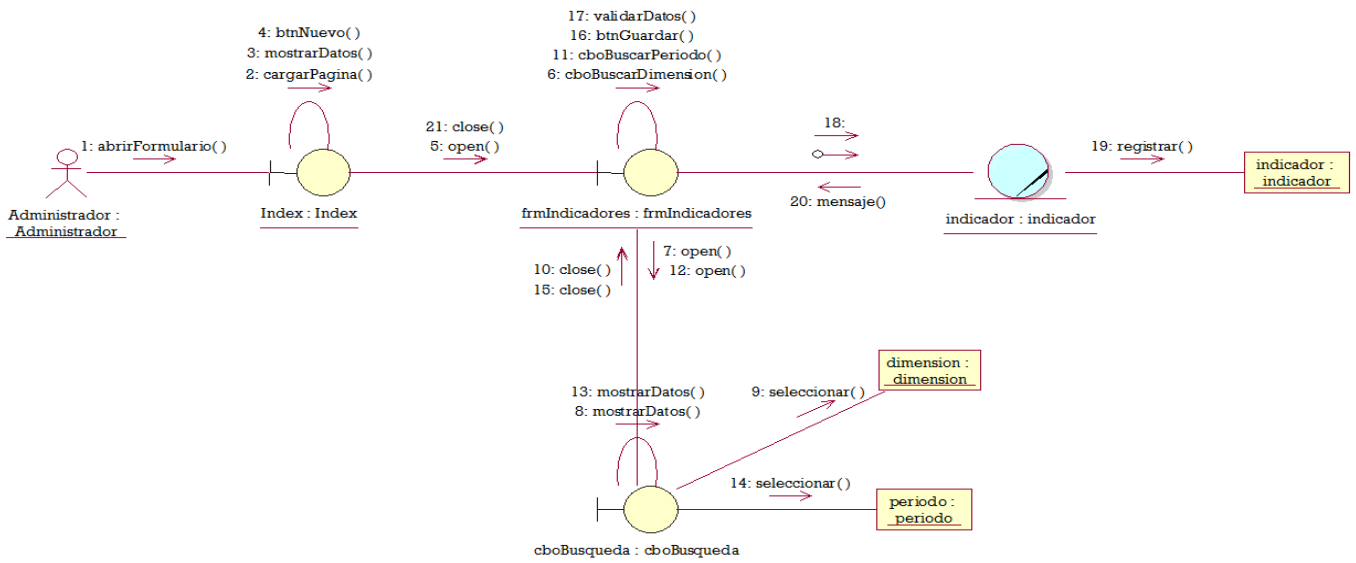 17: validarDatos( )
16: btnGuardar( )
11: cboBuscarPeriodo( )
6: cboBuscarDimension( )
4: btnNuevo( )
3: mostrarDatos( )
2: cargarPagina( )
1: abrirFormulario( )
21: close( )
5: open( )
18:
19: registrar( )
20: mensaje()
Administrador :
Administrador
Index : Index
frmIndicadores : frmIndicadores
indicador : indicador
indicador :
indicador
7: open( )
12: open( )
10: close( )
15: close( )
13: mostrarDatos( )
8: mostrarDatos( )
9: seleccionar( )
dimension :
dimension
14: seleccionar( )
periodo :
periodo
cboBusqueda : cboBusqueda